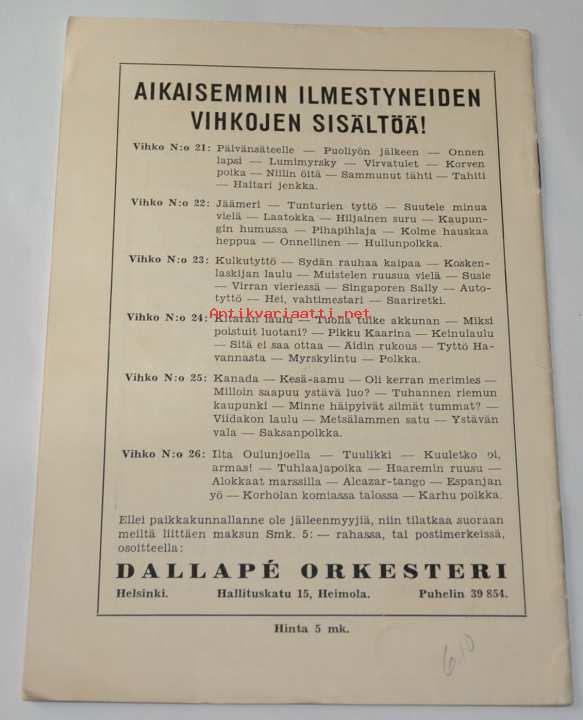 AIKAISEMMIN ILMESTYNEIDEN
VIHKOJEN SISÄLTÖÄ!
Vihko N:o 21: Päivänsäteelle — Puoliyön jälkeen — Onnen
lapsi — Lumimyrsky — Virvatulet — Korven
poika — Niilin öitä — Sammunut tähti — Tahiti
— Haitari jenkka.
Vihko N:o 22: Jäämeri — Tunturien tyttö — Suutele minua
vielä — Laatokka — Hiljainen suru — Kaupun-
gin humussa — Pihapihlaja — Kolme hauskaa
heppua — Onnellinen — Hullunpolkka.
Vihko N:o 23: Kulkutyttö — Sydän rauhaa kaipaa — Kosken-
laskijan laulu — Muistelen ruusua vielä — Susie
— Virran vieriessä — Singaporen Sally — Auto-
tyttö — Hei, vahtimestari — Saariretki.
Antikvariaatti.net
Vihko N:o 24: Kitaran laulu — Tuolla tuike akkunan — Miksi
poistuit luotani? — Pikku Kaarina — Keinulaulu
— Sitä ei saa ottaa — Äidin rukous — Tyttö Ha-
vannasta — Myrskylintu — Polkka.
Vihko N:o 25: Kanada — Kesä-aamu — Oli kerran merimies —
Milloin saapuu ystävä luo? — Tuhannen riemun
kaupunki — Minne häipyivät silmät tummat? —
Viidakon laulu — Metsälammen satu — Ystävän
vala — Saksanpolkka.
Vihko N:o 26: Ilta Oulunjoella — Tuulikki — Kuuletko oi,
armas! — Tuhlaajapoika — Haaremin ruusu —
Alokkaat marssilla — Alcazar-tango — Espanjan
yö — Korholan komiassa talossa — Karhu polkka.
Ellei paikkakunnallanne ole jälleenmyyjiä, niin tilatkaa suoraan
meiltä liittäen maksun Smk. 5: — rahassa, tai postimerkeissä,
osoitteella:
DALLAPÉ ORKESTERI
Helsinki. Hallituskatu 15, Heimola. Puhelin 39 854.
Hinta 5 mk.
6,10